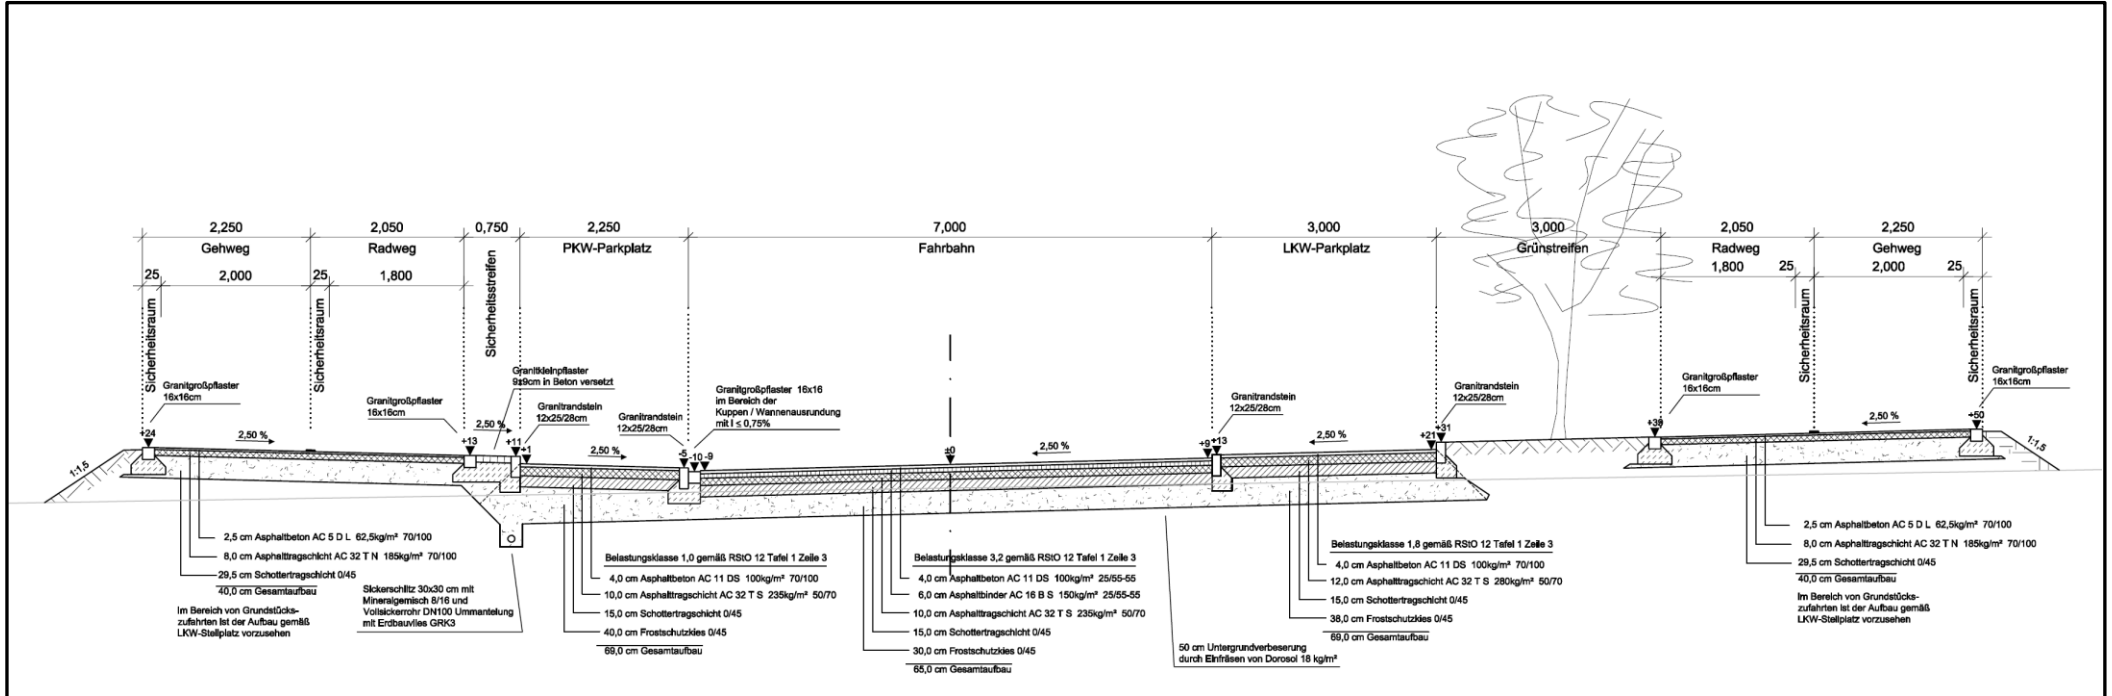 2,250
2,050
0,750
2,250
7,000
3,000
3,000
2,050
2,250
Gehweg
Radweg
Sicherheitsstreifen
PKW-Parkplatz
Fahrbahn
LKW-Parkplatz
Grünstreifen
Radweg
Gehweg
25
2,000
25
1,800
1,800
25
2,000
25
Sicherheitsraum
Sicherheitsraum
Sicherheitsraum
Sicherheitsraum
Granitgroßpflaster
16x16cm
Granitgroßpflaster
16x16cm
Granitkleinpflaster
9x9cm in Beton versetzt
Granitrandstein
12x25/28cm
Granitrandstein
12x25/28cm
Granitgroßpflaster 16x16
im Bereich der
Kuppen / Wannenausrundung
mit I ≤ 0,75%
Granitrandstein
12x25/28cm
Granitrandstein
12x25/28cm
Granitgroßpflaster
16x16cm
Granitgroßpflaster
16x16cm
1:1,5
+24
2,50 %
+13
2,50 %
+11
+1
2,50 %
-5
-10
-9
±0
2,50 %
+9
+13
2,50 %
+21
+31
+39
2,50 %
+50
1:1,5
2,5 cm Asphaltbeton AC 5 D L 62,5kg/m² 70/100
8,0 cm Asphalttragschicht AC 32 T N 185kg/m² 70/100
29,5 cm Schottertragschicht 0/45
40,0 cm Gesamtaufbau
Im Bereich von Grundstücks-
zufahrten ist der Aufbau gemäß
LKW-Stellplatz vorzusehen
Sickerschlitz 30x30 cm mit
Mineralgemisch 8/16 und
Vollsickerrohr DN100 Ummantelung
mit Erdbauvlies GRK3
Belastungsklasse 1,0 gemäß RStO 12 Tafel 1 Zeile 3
4,0 cm Asphaltbeton AC 11 DS 100kg/m² 70/100
10,0 cm Asphalttragschicht AC 32 T S 235kg/m² 50/70
15,0 cm Schottertragschicht 0/45
40,0 cm Frostschutzkies 0/45
69,0 cm Gesamtaufbau
Belastungsklasse 3,2 gemäß RStO 12 Tafel 1 Zeile 3
4,0 cm Asphaltbeton AC 11 DS 100kg/m² 25/55-55
6,0 cm Asphaltbinder AC 16 B S 150kg/m² 25/55-55
10,0 cm Asphalttragschicht AC 32 T S 235kg/m² 50/70
15,0 cm Schottertragschicht 0/45
30,0 cm Frostschutzkies 0/45
65,0 cm Gesamtaufbau
50 cm Untergrundverbeserung
durch Einfräsen von Dorosol 18 kg/m²
Belastungsklasse 1,8 gemäß RStO 12 Tafel 1 Zeile 3
4,0 cm Asphaltbeton AC 11 DS 100kg/m² 70/100
12,0 cm Asphalttragschicht AC 32 T S 280kg/m² 50/70
15,0 cm Schottertragschicht 0/45
38,0 cm Frostschutzkies 0/45
69,0 cm Gesamtaufbau
2,5 cm Asphaltbeton AC 5 D L 62,5kg/m² 70/100
8,0 cm Asphalttragschicht AC 32 T N 185kg/m² 70/100
29,5 cm Schottertragschicht 0/45
40,0 cm Gesamtaufbau
Im Bereich von Grundstücks-
zufahrten ist der Aufbau gemäß
LKW-Stellplatz vorzusehen